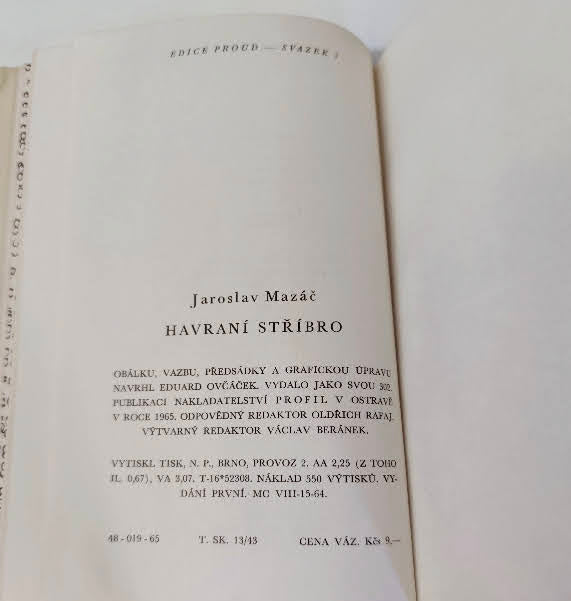 EDICE PROUD — SVAZEK
Jaroslav Mazáč
HAVRANÍ STŘÍBRO
OBÁLKU, VAZBU, PŘEDSÁDKY A GRAFICKOU ÚPRAVU
NAVRHL EDUARD OVČÁČEK. VYDALO JAKO SVOU 302.
PUBLIKACI NAKLADATELSTVÍ PROFIL V OSTRAVĚ
V ROCE 1965. ODPOVĚDNÝ REDAKTOR OLDŘICH RAFAJ.
VÝTVARNÝ REDAKTOR VÁCLAV BERÁNEK.
VYTISKL TISK, N. P., BRNO, PROVOZ 2. AA 2,25 (Z TOHO
IL. 0,67), VA 3,07. T-16*52308. NÁKLAD 550 VÝTISKŮ. VY-
DÁNÍ PRVNÍ. MC VIII-15-64.
48-019-65 T. SK. 13/43 CENA VÁZ. Kčs 9.—